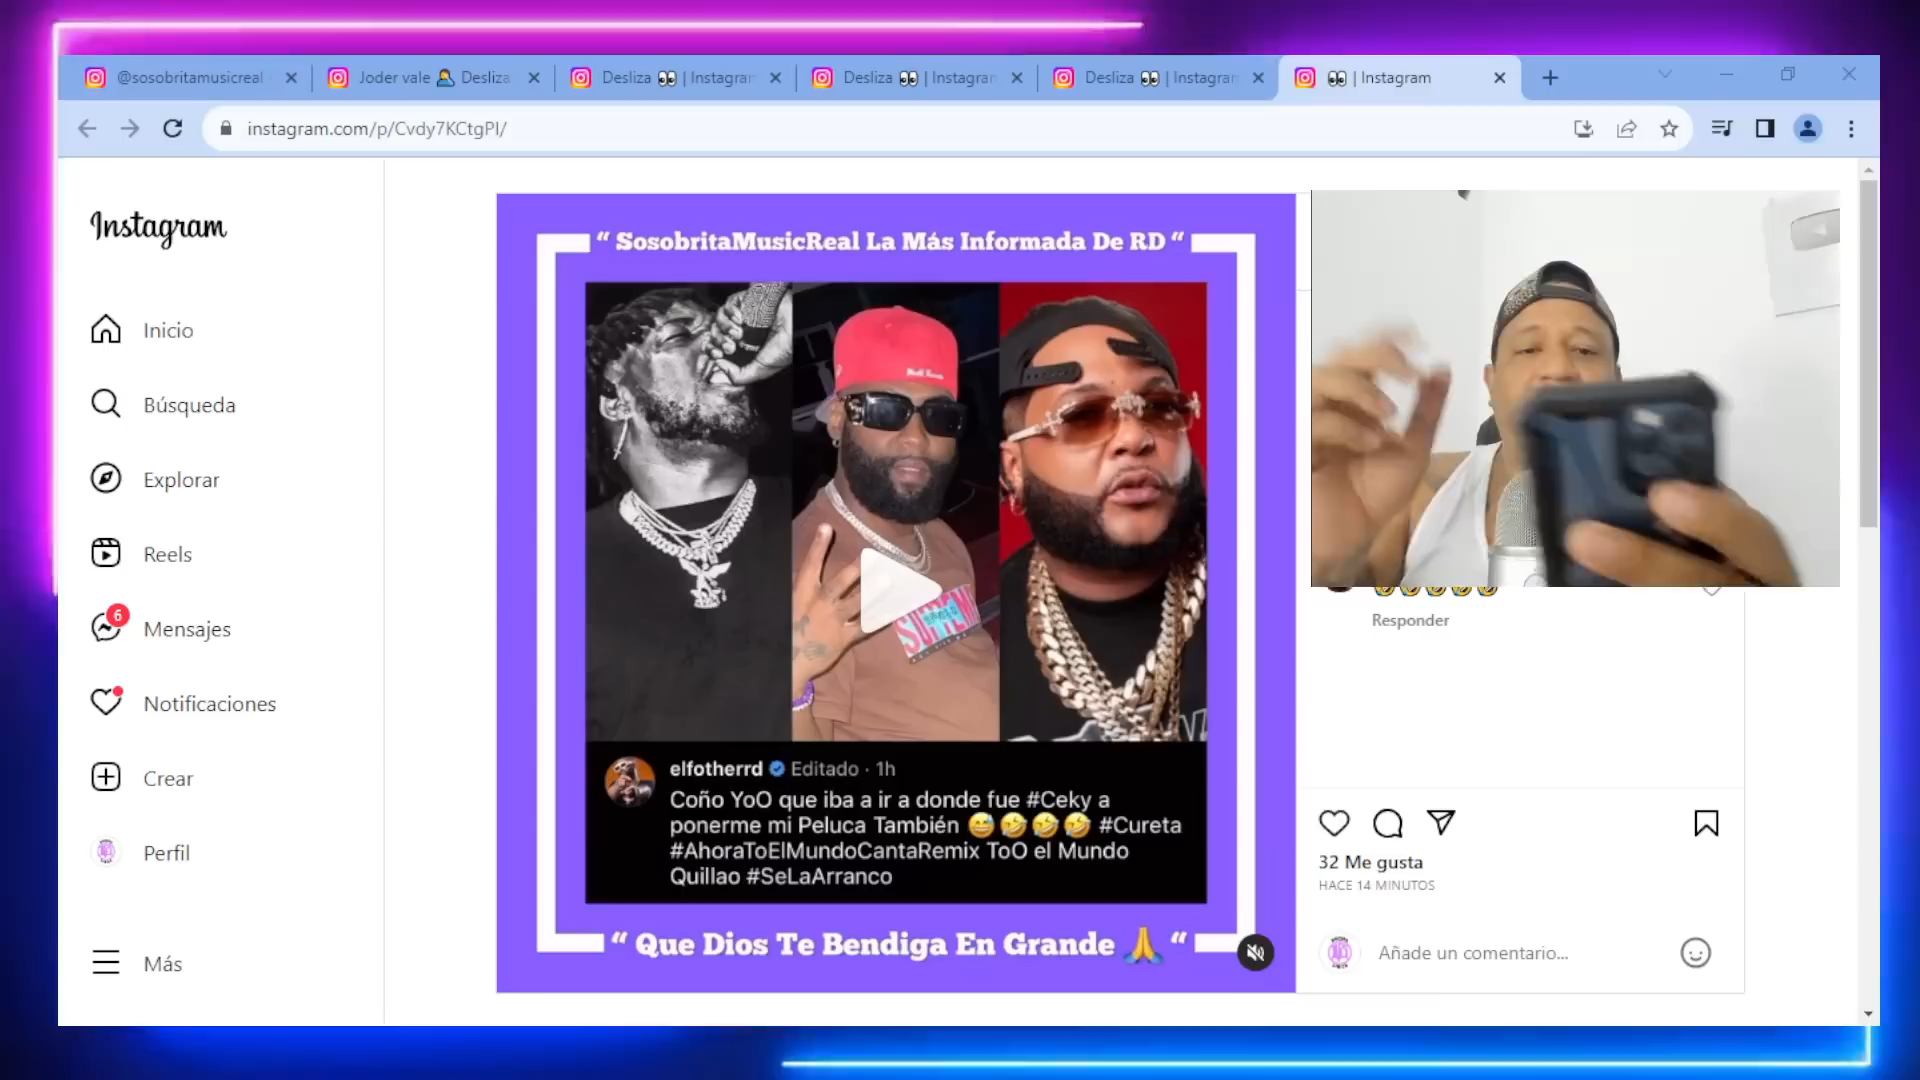 @sosobritamusicreal
Joder vale 🤦 Desliza
Desliza 👀 | Instagram
Desliza 👀 | Instagram
Desliza 👀 | Instagram
👀 | Instagram
instagram.com/p/Cvdy7KCtgPI/
Instagram
Inicio
Búsqueda
Explorar
Reels
6
Mensajes
Notificaciones
Crear
Perfil
Más
“ SosobritaMusicReal La Más Informada De RD “
elfotherrd Editado · 1h
Coño YoO que iba a ir a donde fue #Ceky a
ponerme mi Peluca También 😅🤣🤣🤣 #Cureta
#AhoraToElMundoCantaRemix ToO el Mundo
Quillao #SeLaArranco
“ Que Dios Te Bendiga En Grande 🙏 “
Responder
32 Me gusta
HACE 14 MINUTOS
Añade un comentario...